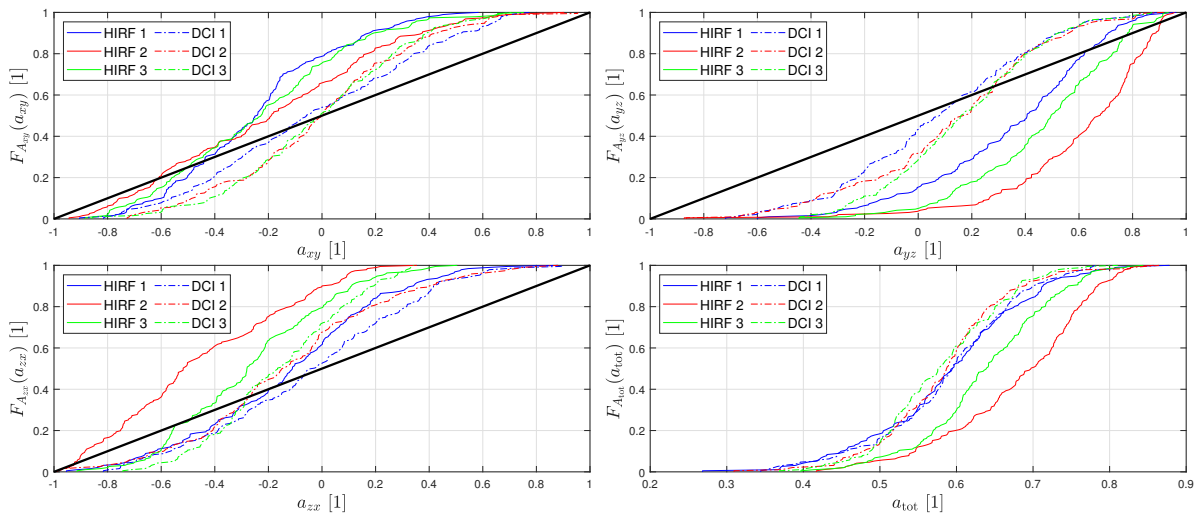 F_{A_{xy}}(a_{xy}) [1]
1
0.8
0.6
0.4
0.2
0
HIRF 1 DCI 1
HIRF 2 DCI 2
HIRF 3 DCI 3
-1 -0.8 -0.6 -0.4 -0.2 0 0.2 0.4 0.6 0.8 1
a_{xy} [1]
F_{A_{yz}}(a_{yz}) [1]
1
0.8
0.6
0.4
0.2
0
HIRF 1 DCI 1
HIRF 2 DCI 2
HIRF 3 DCI 3
-1 -0.8 -0.6 -0.4 -0.2 0 0.2 0.4 0.6 0.8 1
a_{yz} [1]
F_{A_{zx}}(a_{zx}) [1]
1
0.8
0.6
0.4
0.2
0
HIRF 1 DCI 1
HIRF 2 DCI 2
HIRF 3 DCI 3
-1 -0.8 -0.6 -0.4 -0.2 0 0.2 0.4 0.6 0.8 1
a_{zx} [1]
F_{A_{tot}}(a_{tot}) [1]
1
0.8
0.6
0.4
0.2
0
HIRF 1 DCI 1
HIRF 2 DCI 2
HIRF 3 DCI 3
0.2 0.3 0.4 0.5 0.6 0.7 0.8 0.9
a_{tot} [1]